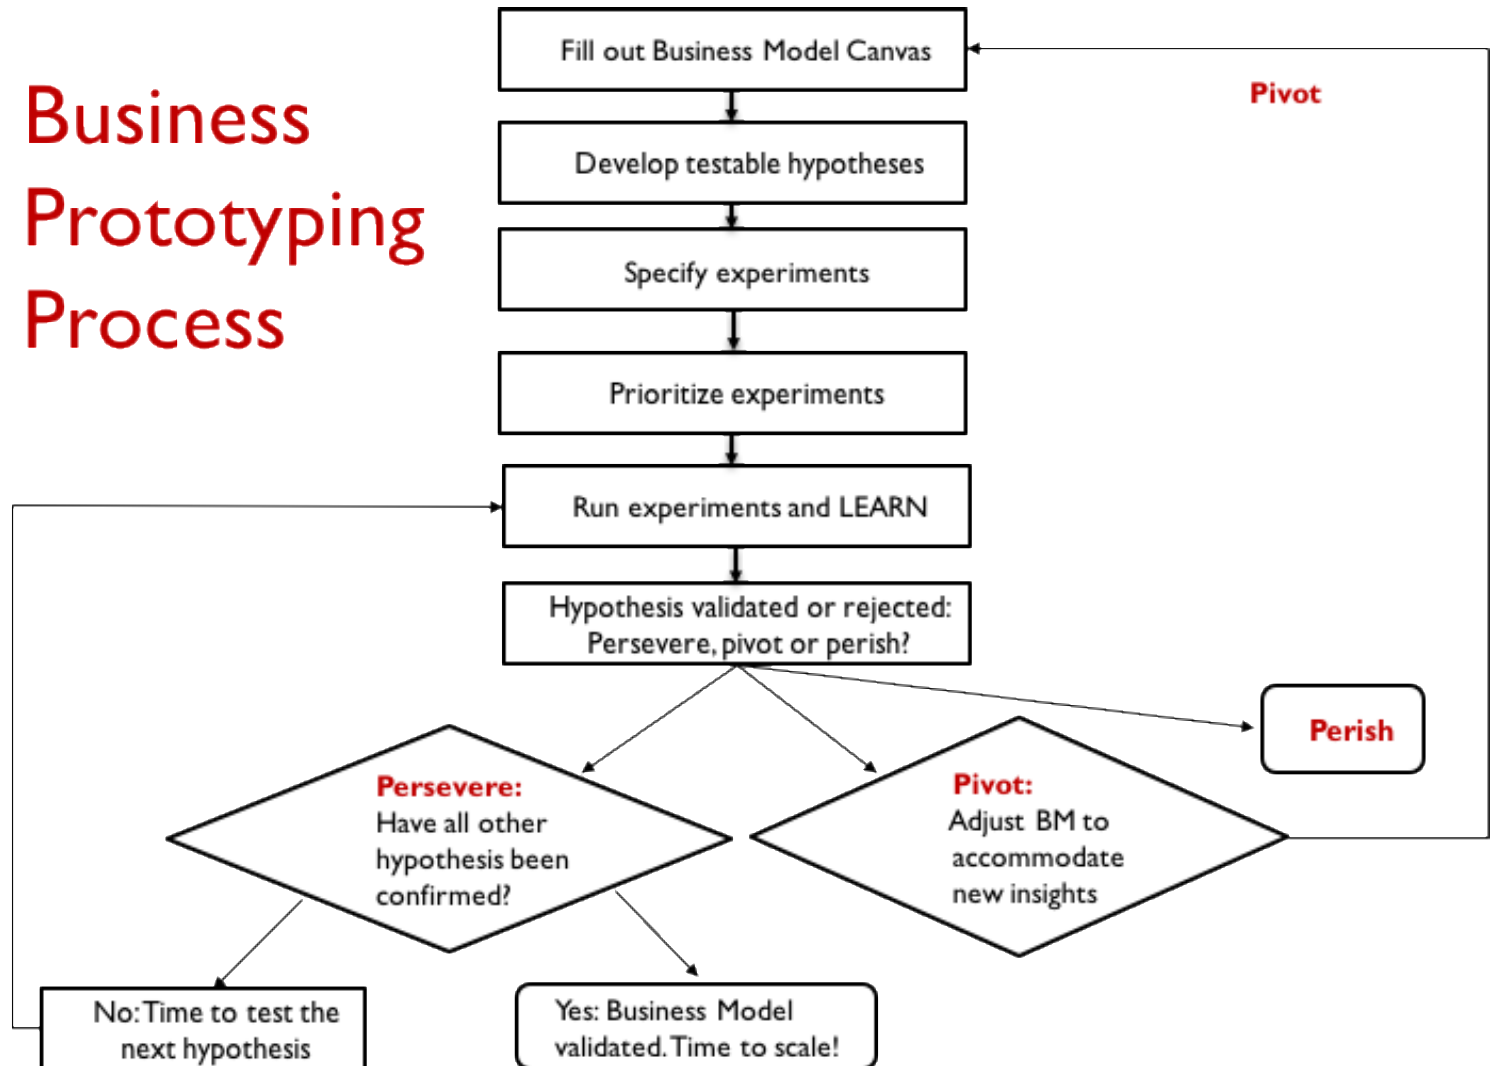 Business
Prototyping
Process
Fill out Business Model Canvas
Pivot
Develop testable hypotheses
Specify experiments
Prioritize experiments
Run experiments and LEARN
Hypothesis validated or rejected:
Persevere, pivot or perish?
Perish
Persevere:
Have all other
hypothesis been
confirmed?
Pivot:
Adjust BM to
accommodate
new insights
No: Time to test the
next hypothesis
Yes: Business Model
validated. Time to scale!